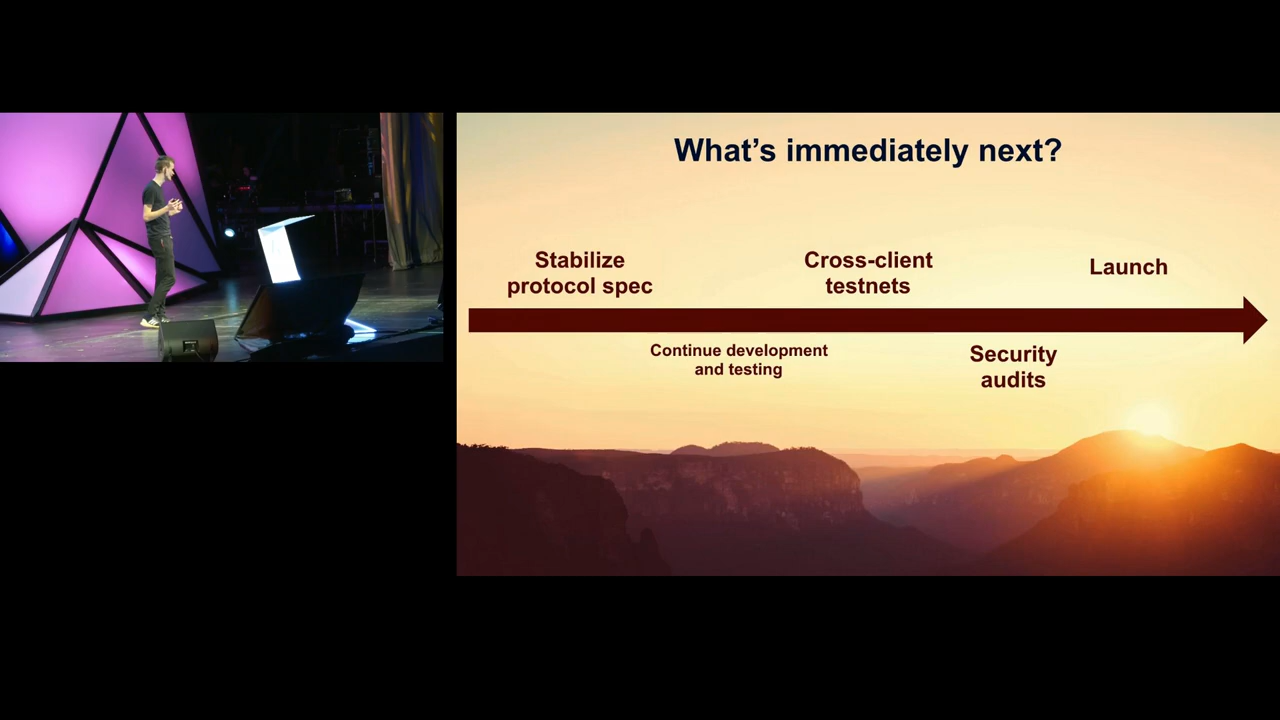 What’s immediately next?
Stabilize
protocol spec
Cross-client
testnets
Launch
Continue development
and testing
Security
audits